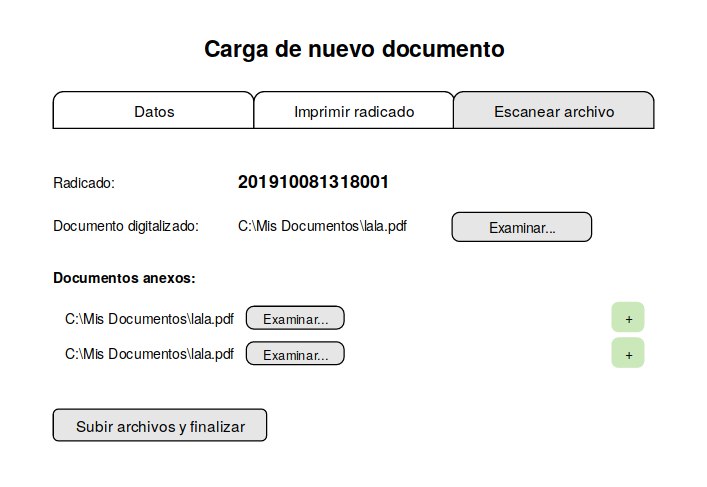 Carga de nuevo documento
Datos Imprimir radicado Escanear archivo
Radicado: 201910081318001
Documento digitalizado: C:\Mis Documentos\lala.pdf Examinar...
Documentos anexos:
C:\Mis Documentos\lala.pdf Examinar... +
C:\Mis Documentos\lala.pdf Examinar... +
Subir archivos y finalizar